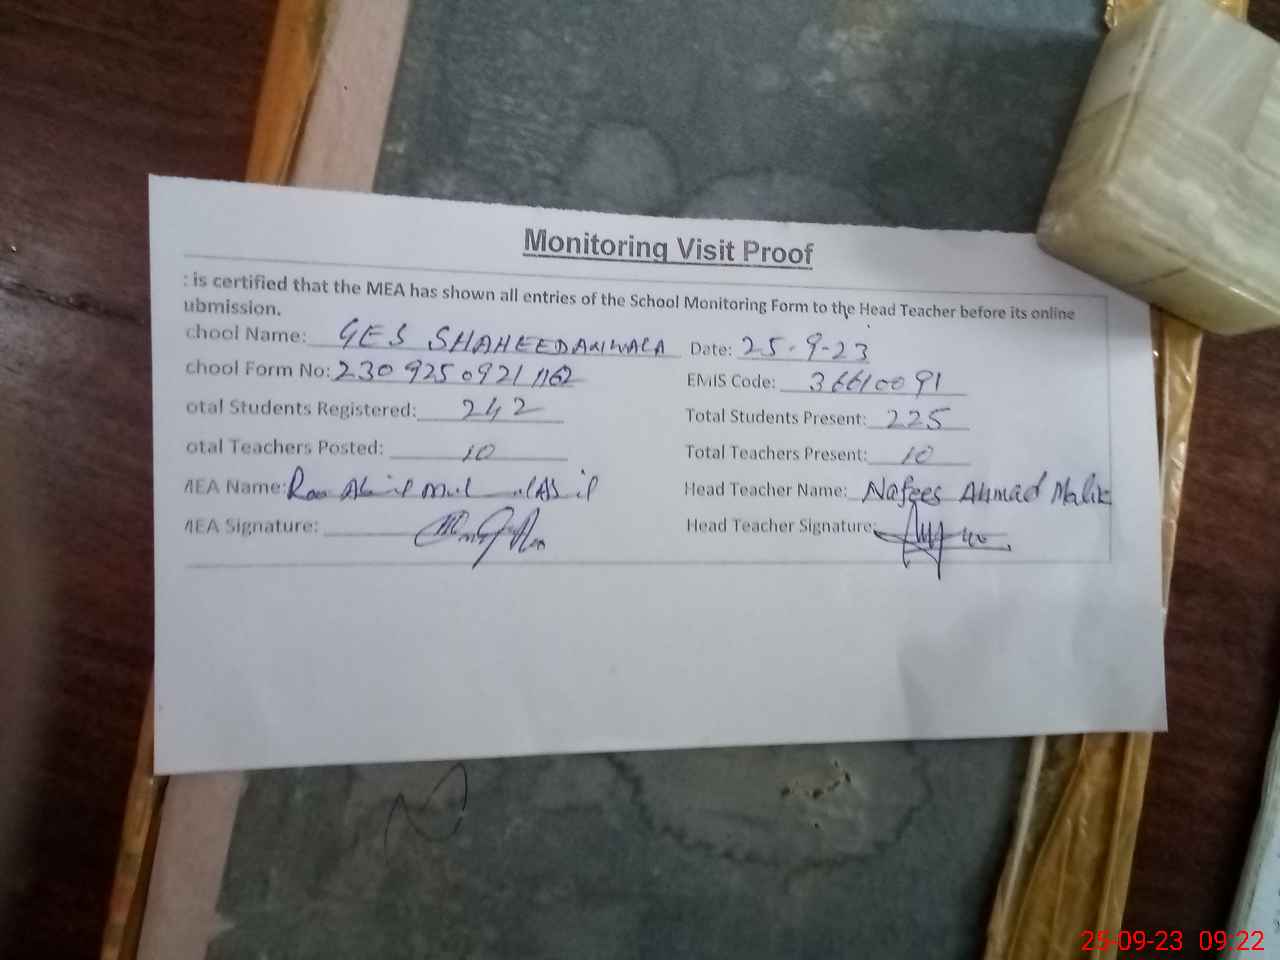 Monitoring Visit Proof
: is certified that the MEA has shown all entries of the School Monitoring Form to the Head Teacher before its online
ubmission.
chool Name: GES SHAHEEDANWALA Date: 25-9-23
chool Form No: 230925092111162 EMIS Code: 36610091
otal Students Registered: 242 Total Students Present: 225
otal Teachers Posted: 10 Total Teachers Present: 10
MEA Name: Rao Head Teacher Name: Nafees Ahmad Malik
MEA Signature: Head Teacher Signature:
25-09-23 09:22